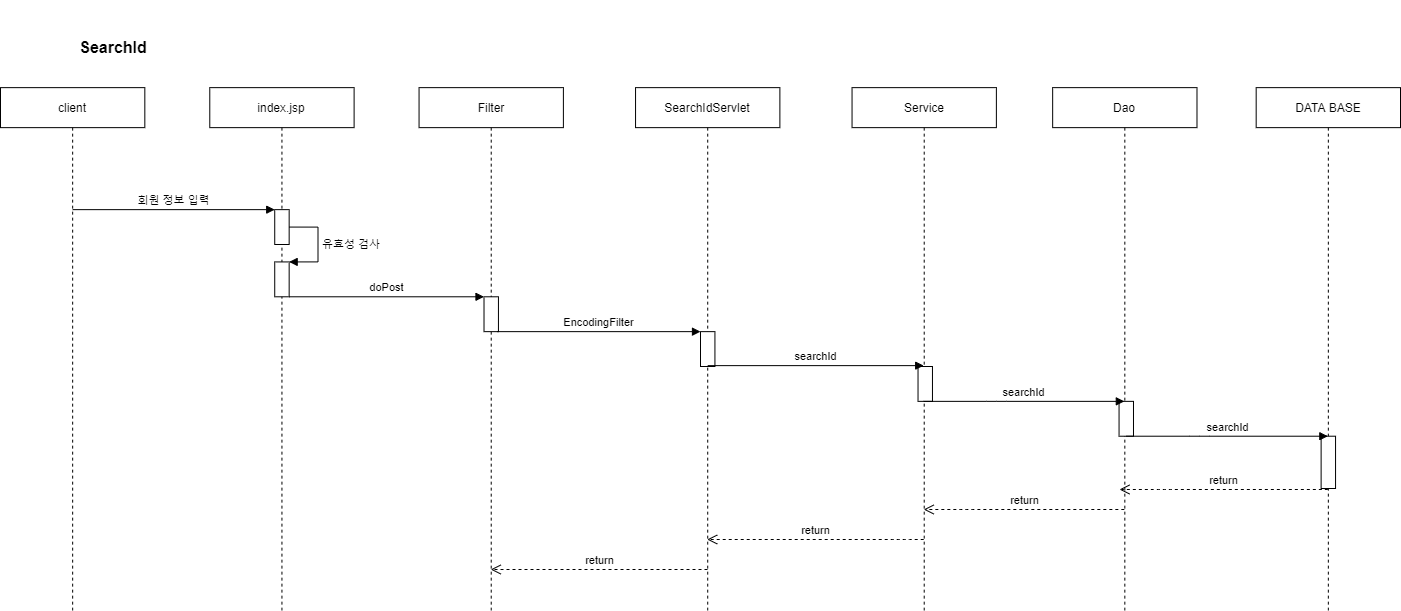 SearchId
client
index.jsp
Filter
SearchIdServlet
Service
Dao
DATA BASE
회원 정보 입력
유효성 검사
doPost
EncodingFilter
searchId
searchId
searchId
return
return
return
return